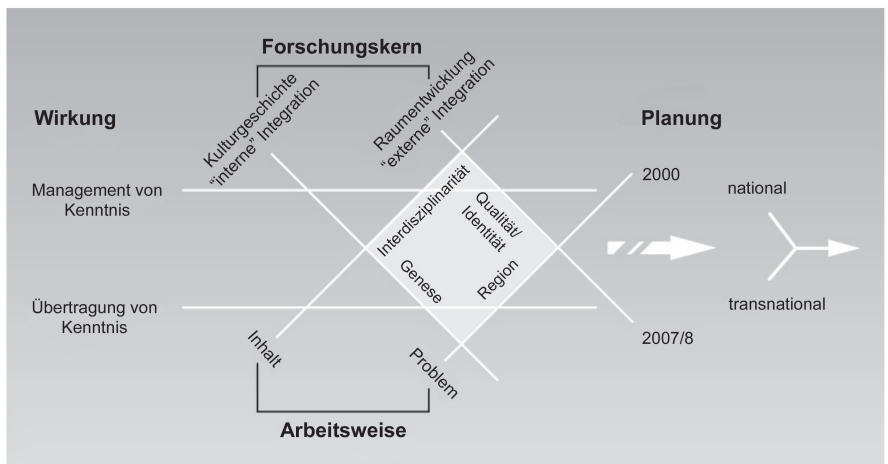 Forschungskern
Kulturgeschichte
“interne” Integration
Raumentwicklung
“externe” Integration
Wirkung
Planung
Management von
Kenntnis
Interdisziplinarität
Qualität/
Identität
2000
national
Genese
Region
Übertragung von
Kenntnis
transnational
Inhalt
Problem
2007/8
Arbeitsweise